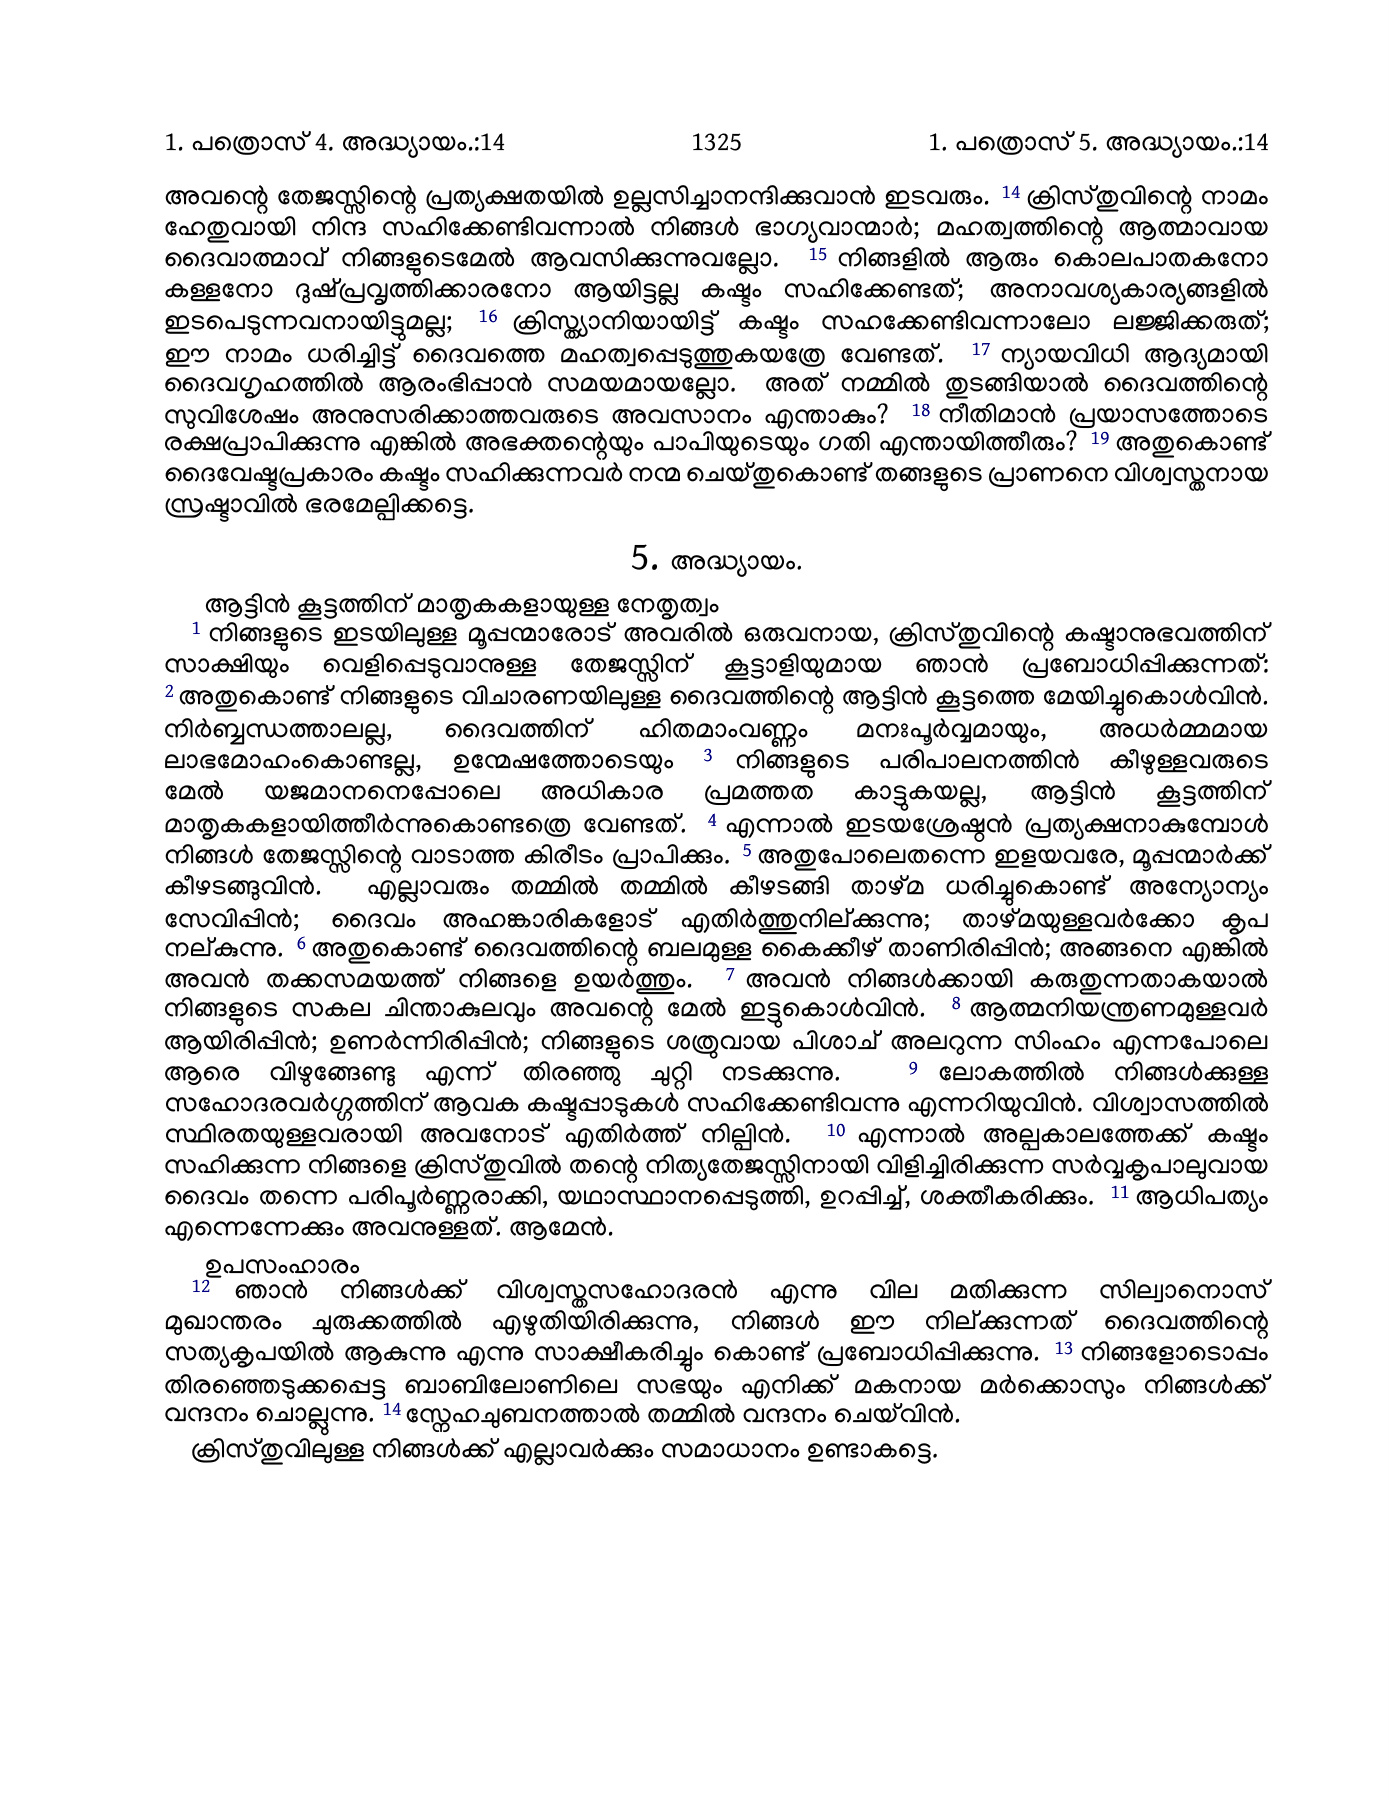 1. പത്രൊസ് 4. അദ്ധ്യായം.:14 1325 1. പത്രൊസ് 5. അദ്ധ്യായം.:14
അവന്റെ തേജസ്സിന്റെ പ്രത്യക്ഷതയിൽ ഉല്ലസിച്ചാനന്ദിക്കുവാൻ ഇടവരും. 14 ക്രിസ്തുവിന്റെ നാമം
ഹേതുവായി നിന്ദ സഹിക്കേണ്ടിവന്നാൽ നിങ്ങൾ ഭാഗ്യവാന്മാർ; മഹത്വത്തിന്റെ ആത്മാവായ
ദൈവാത്മാവ് നിങ്ങളുടെമേൽ ആവസിക്കുന്നുവല്ലോ. 15 നിങ്ങളിൽ ആരും കൊലപാതകനോ
കള്ളനോ ദുഷ്‌പ്രവൃത്തിക്കാരനോ ആയിട്ടല്ല കഷ്ടം സഹിക്കേണ്ടത്; അനാവശ്യകാര്യങ്ങളിൽ
ഇടപെടുന്നവനായിട്ടുമല്ല; 16 ക്രിസ്ത്യാനിയായിട്ട് കഷ്ടം സഹക്കേണ്ടിവന്നാലോ ലജ്ജിക്കരുത്;
ഈ നാമം ധരിച്ചിട്ട് ദൈവത്തെ മഹത്വപ്പെടുത്തുകയത്രേ വേണ്ടത്. 17 ന്യായവിധി ആദ്യമായി
ദൈവഗൃഹത്തിൽ ആരംഭിപ്പാൻ സമയമായല്ലോ. അത് നമ്മിൽ തുടങ്ങിയാൽ ദൈവത്തിന്റെ
സുവിശേഷം അനുസരിക്കാത്തവരുടെ അവസാനം എന്താകും? 18 നീതിമാൻ പ്രയാസത്തോടെ
രക്ഷപ്രാപിക്കുന്നു എങ്കിൽ അഭക്തന്റെയും പാപിയുടെയും ഗതി എന്തായിത്തീരും? 19 അതുകൊണ്ട്
ദൈവേഷ്ടപ്രകാരം കഷ്ടം സഹിക്കുന്നവർ നന്മ ചെയ്തുകൊണ്ട് തങ്ങളുടെ പ്രാണനെ വിശ്വസ്തനായ
സ്രഷ്ടാവിൽ ഭരമേല്പിക്കട്ടെ.
5. അദ്ധ്യായം.
ആട്ടിൻ കൂട്ടത്തിന് മാതൃകകളായുള്ള നേതൃത്വം
1 നിങ്ങളുടെ ഇടയിലുള്ള മൂപ്പന്മാരോട് അവരിൽ ഒരുവനായ, ക്രിസ്തുവിന്റെ കഷ്ടാനുഭവത്തിന്
സാക്ഷിയും വെളിപ്പെടുവാനുള്ള തേജസ്സിന് കൂട്ടാളിയുമായ ഞാൻ പ്രബോധിപ്പിക്കുന്നത്:
2 അതുകൊണ്ട് നിങ്ങളുടെ വിചാരണയിലുള്ള ദൈവത്തിന്റെ ആട്ടിൻ കൂട്ടത്തെ മേയിച്ചുകൊൾവിൻ.
നിർബ്ബന്ധത്താലല്ല, ദൈവത്തിന് ഹിതമാംവണ്ണം മനഃപൂർവ്വമായും, അധർമ്മമായ
ലാഭമോഹംകൊണ്ടല്ല, ഉന്മേഷത്തോടെയും 3 നിങ്ങളുടെ പരിപാലനത്തിൻ കീഴുള്ളവരുടെ
മേൽ യജമാനനെപ്പോലെ അധികാര പ്രമത്തത കാട്ടുകയല്ല, ആട്ടിൻ കൂട്ടത്തിന്
മാതൃകകളായിത്തീർന്നുകൊണ്ടത്രെ വേണ്ടത്. 4 എന്നാൽ ഇടയശ്രേഷ്ഠൻ പ്രത്യക്ഷനാകുമ്പോൾ
നിങ്ങൾ തേജസ്സിന്റെ വാടാത്ത കിരീടം പ്രാപിക്കും. 5 അതുപോലെതന്നെ ഇളയവരേ, മൂപ്പന്മാർക്ക്
കീഴടങ്ങുവിൻ. എല്ലാവരും തമ്മിൽ തമ്മിൽ കീഴടങ്ങി താഴ്മ ധരിച്ചുകൊണ്ട് അന്യോന്യം
സേവിപ്പിൻ; ദൈവം അഹങ്കാരികളോട് എതിർത്തുനില്ക്കുന്നു; താഴ്മയുള്ളവർക്കോ കൃപ
നല്കുന്നു. 6 അതുകൊണ്ട് ദൈവത്തിന്റെ ബലമുള്ള കൈക്കീഴ് താണിരിപ്പിൻ; അങ്ങനെ എങ്കിൽ
അവൻ തക്കസമയത്ത് നിങ്ങളെ ഉയർത്തും. 7 അവൻ നിങ്ങൾക്കായി കരുതുന്നതാകയാൽ
നിങ്ങളുടെ സകല ചിന്താകുലവും അവന്റെ മേൽ ഇട്ടുകൊൾവിൻ. 8 ആത്മനിയന്ത്രണമുള്ളവർ
ആയിരിപ്പിൻ; ഉണർന്നിരിപ്പിൻ; നിങ്ങളുടെ ശത്രുവായ പിശാച് അലറുന്ന സിംഹം എന്നപോലെ
ആരെ വിഴുങ്ങേണ്ടു എന്ന് തിരഞ്ഞു ചുറ്റി നടക്കുന്നു. 9 ലോകത്തിൽ നിങ്ങൾക്കുള്ള
സഹോദരവർഗ്ഗത്തിന് ആവക കഷ്ടപ്പാടുകൾ സഹിക്കേണ്ടിവന്നു എന്നറിയുവിൻ. വിശ്വാസത്തിൽ
സ്ഥിരതയുള്ളവരായി അവനോട് എതിർത്ത് നില്പിൻ. 10 എന്നാൽ അല്പകാലത്തേക്ക് കഷ്ടം
സഹിക്കുന്ന നിങ്ങളെ ക്രിസ്തുവിൽ തന്റെ നിത്യതേജസ്സിനായി വിളിച്ചിരിക്കുന്ന സർവ്വകൃപാലുവായ
ദൈവം തന്നെ പരിപൂർണ്ണരാക്കി, യഥാസ്ഥാനപ്പെടുത്തി, ഉറപ്പിച്ച്, ശക്തീകരിക്കും. 11 ആധിപത്യം
എന്നെന്നേക്കും അവനുള്ളത്. ആമേൻ.
ഉപസംഹാരം
12 ഞാൻ നിങ്ങൾക്ക് വിശ്വസ്തസഹോദരൻ എന്നു വില മതിക്കുന്ന സില്വാനൊസ്
മുഖാന്തരം ചുരുക്കത്തിൽ എഴുതിയിരിക്കുന്നു, നിങ്ങൾ ഈ നില്ക്കുന്നത് ദൈവത്തിന്റെ
സത്യകൃപയിൽ ആകുന്നു എന്നു സാക്ഷീകരിച്ചും കൊണ്ട് പ്രബോധിപ്പിക്കുന്നു. 13 നിങ്ങളോടൊപ്പം
തിരഞ്ഞെടുക്കപ്പെട്ട ബാബിലോണിലെ സഭയും എനിക്ക് മകനായ മർക്കൊസും നിങ്ങൾക്ക്
വന്ദനം ചൊല്ലുന്നു. 14 സ്നേഹചുബനത്താൽ തമ്മിൽ വന്ദനം ചെയ്‌വിൻ.
ക്രിസ്തുവിലുള്ള നിങ്ങൾക്ക് എല്ലാവർക്കും സമാധാനം ഉണ്ടാകട്ടെ.